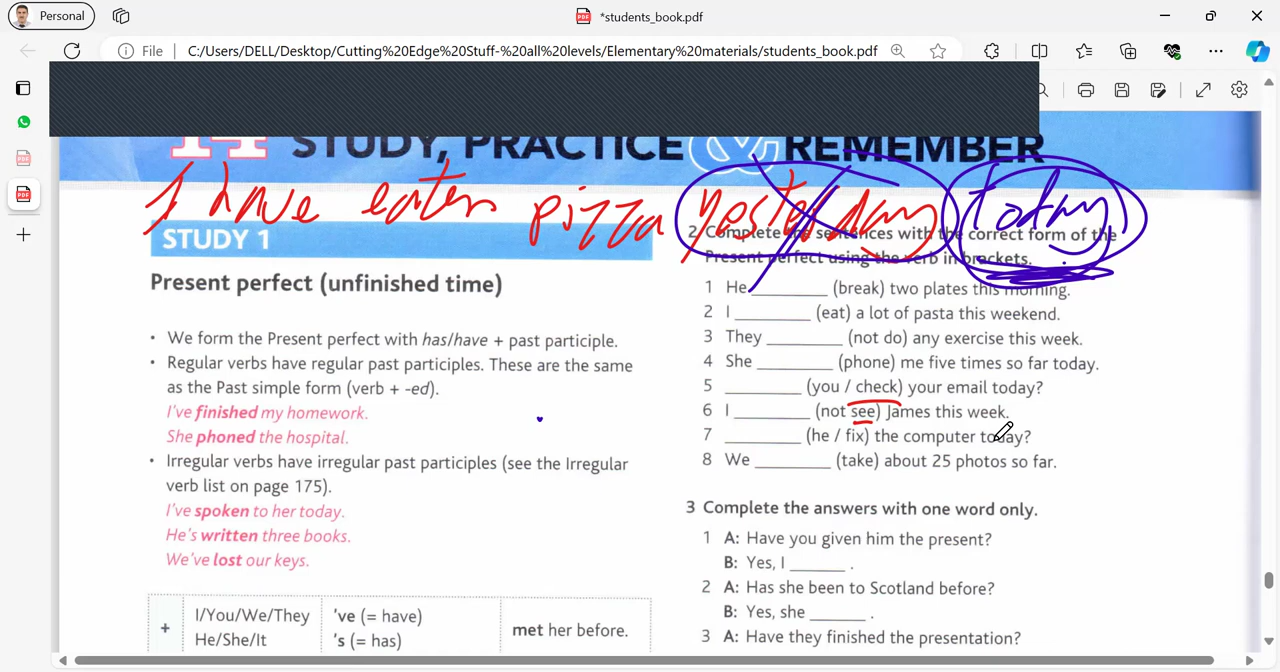 Personal
*students_book.pdf
File
C:/Users/DELL/Desktop/Cutting%20Edge%20Stuff-%20all%20levels/Elementary%20materials/students_book.pdf
14 STUDY, PRACTICE & REMEMBER
I have eaten pizza yesterday today
STUDY 1
Present perfect (unfinished time)
• We form the Present perfect with has/have + past participle.
• Regular verbs have regular past participles. These are the same
as the Past simple form (verb + -ed).
I've finished my homework.
She phoned the hospital.
• Irregular verbs have irregular past participles (see the Irregular
verb list on page 175).
I've spoken to her today.
He's written three books.
We've lost our keys.
+
I/You/We/They
He/She/It
've (= have)
's (= has)
met her before.
2 Complete the sentences with the correct form of the
Present perfect using the verb in brackets.
1 He ________ (break) two plates this morning.
2 I ________ (eat) a lot of pasta this weekend.
3 They ________ (not do) any exercise this week.
4 She ________ (phone) me five times so far today.
5 ________ (you / check) your email today?
6 I ________ (not see) James this week.
7 ________ (he / fix) the computer today?
8 We ________ (take) about 25 photos so far.
3 Complete the answers with one word only.
1 A: Have you given him the present?
B: Yes, I ______ .
2 A: Has she been to Scotland before?
B: Yes, she ______ .
3 A: Have they finished the presentation?